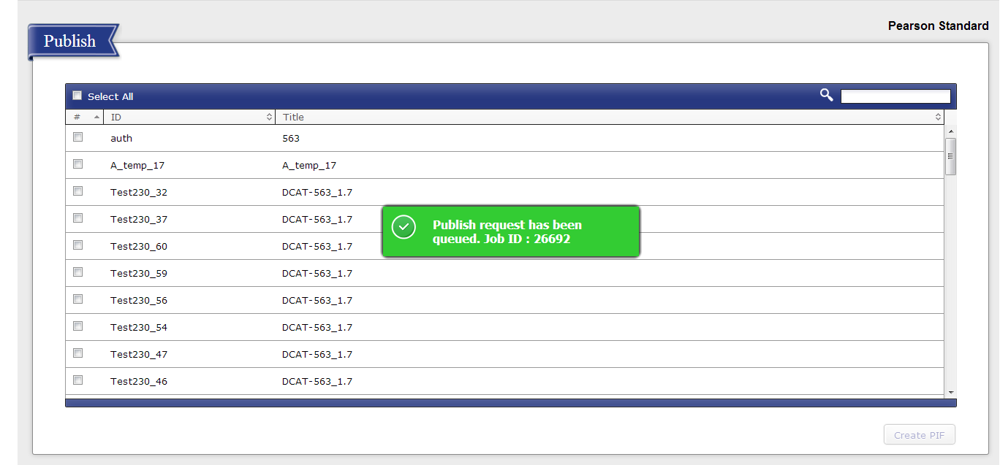 Pearson Standard
Publish
Select All
# ID Title
auth 563
A_temp_17 A_temp_17
Test230_32 DCAT-563_1.7
Test230_37 DCAT-563_1.7
Test230_60 DCAT-563_1.7
Test230_59 DCAT-563_1.7
Test230_56 DCAT-563_1.7
Test230_54 DCAT-563_1.7
Test230_47 DCAT-563_1.7
Test230_46 DCAT-563_1.7
Publish request has been
queued. Job ID : 26692
Create PIF